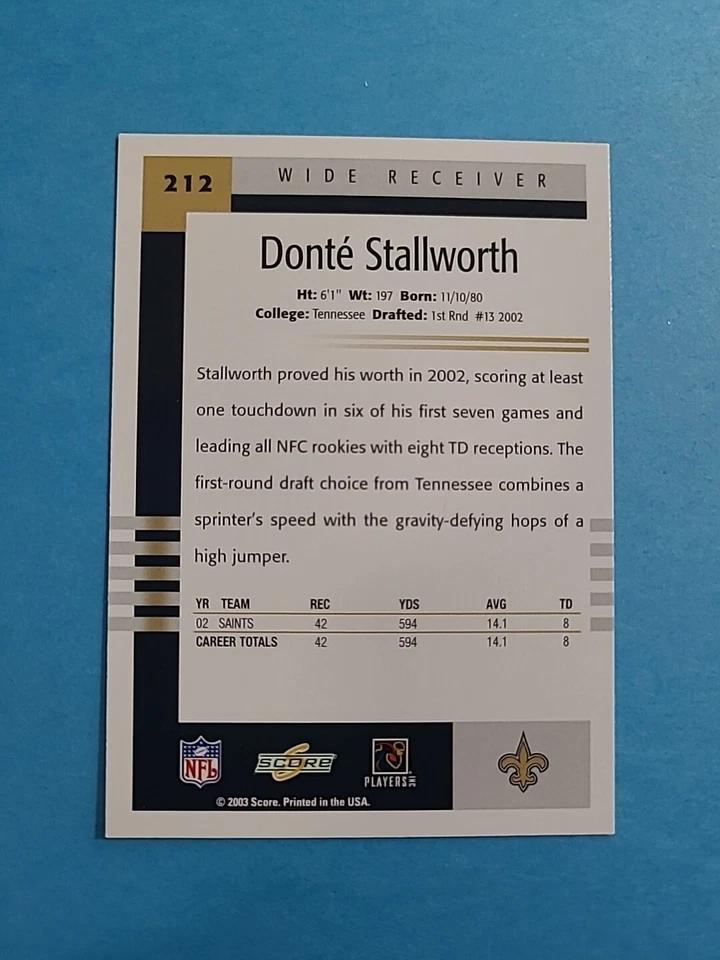 212
WIDE RECEIVER
Donté Stallworth
Ht: 6'1" Wt: 197 Born: 11/10/80
College: Tennessee Drafted: 1st Rnd #13 2002
Stallworth proved his worth in 2002, scoring at least
one touchdown in six of his first seven games and
leading all NFC rookies with eight TD receptions. The
first-round draft choice from Tennessee combines a
sprinter's speed with the gravity-defying hops of a
high jumper.
YR TEAM REC YDS AVG TD
02 SAINTS 42 594 14.1 8
CAREER TOTALS 42 594 14.1 8
NFL
SCORE
PLAYERS INC
© 2003 Score. Printed in the USA.